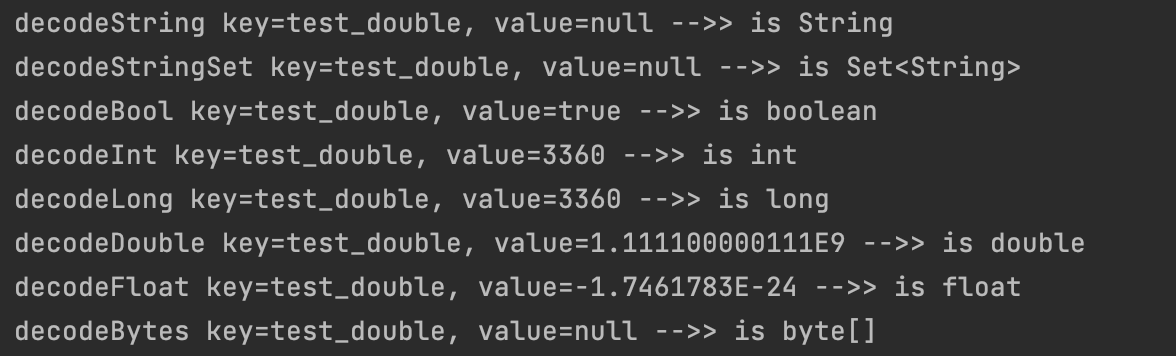 decodeString key=test_double, value=null -->> is String
decodeStringSet key=test_double, value=null -->> is Set<String>
decodeBool key=test_double, value=true -->> is boolean
decodeInt key=test_double, value=3360 -->> is int
decodeLong key=test_double, value=3360 -->> is long
decodeDouble key=test_double, value=1.111100000111E9 -->> is double
decodeFloat key=test_double, value=-1.7461783E-24 -->> is float
decodeBytes key=test_double, value=null -->> is byte[]